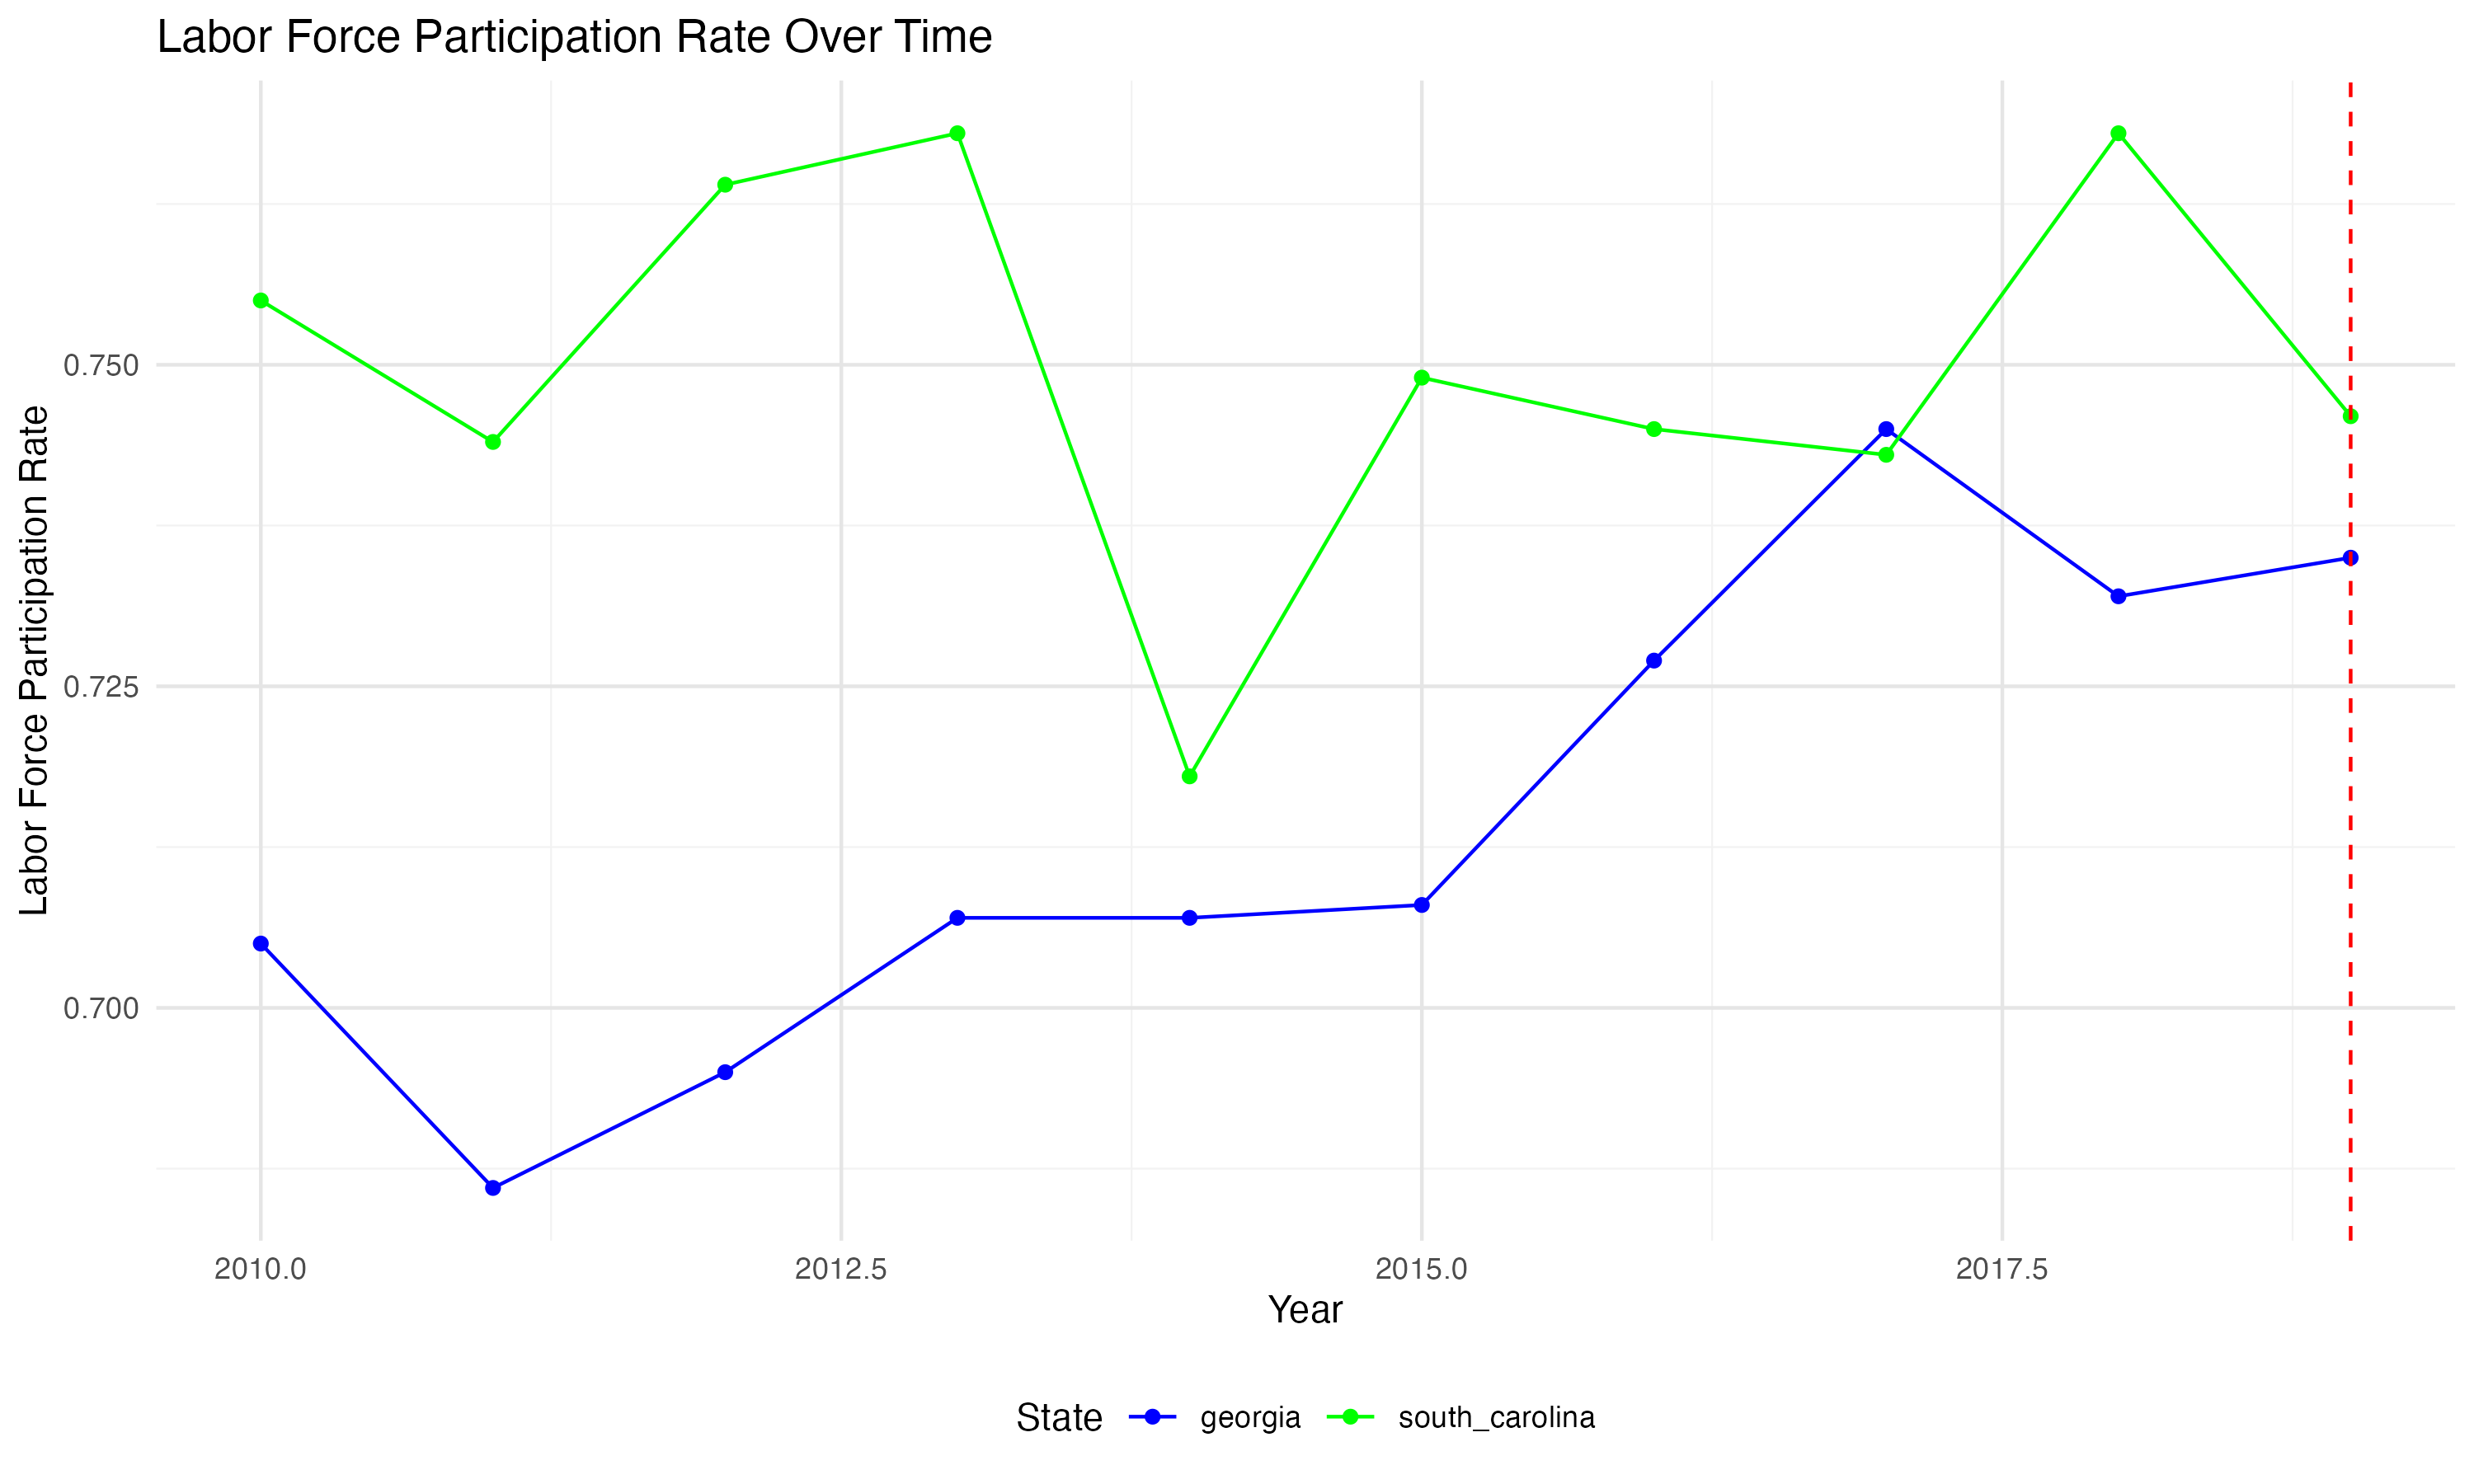 Labor Force Participation Rate Over Time
Labor Force Participation Rate
0.750
0.725
0.700
2010.0 2012.5 2015.0 2017.5
Year
State georgia south_carolina